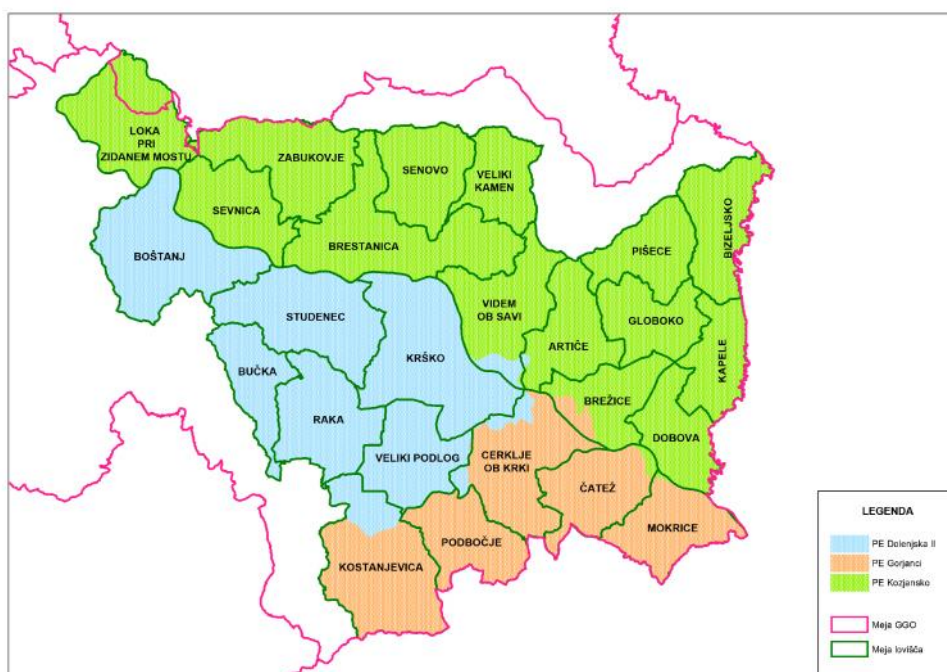 LOKA
PRI
ZIDANEM MOSTU
ZABUKOVJE
SENOVO
VELIKI
KAMEN
SEVNICA
BRESTANICA
BOŠTANJ
PIŠECE
BIZELJSKO
VIDEM
OB SAVI
STUDENEC
GLOBOKO
ARTIČE
KRŠKO
KAPELE
BUČKA
BREŽICE
RAKA
DOBOVA
VELIKI PODLOG
CERKLJE
OB KRKI
ČATEŽ
MOKRICE
PODBOČJE
KOSTANJEVICA
LEGENDA
PE Dolenjska II
PE Gorjanci
PE Kozjansko
Meja GGO
Meja lovišča